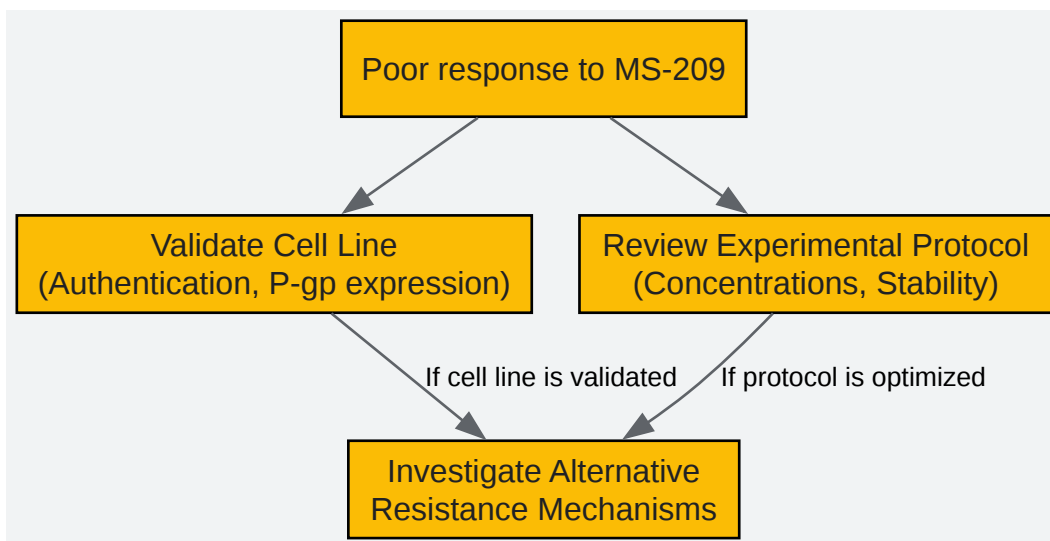 Poor response to MS-209
Validate Cell Line
(Authentication, P-gp expression)
Review Experimental Protocol
(Concentrations, Stability)
If cell line is validated
If protocol is optimized
Investigate Alternative
Resistance Mechanisms